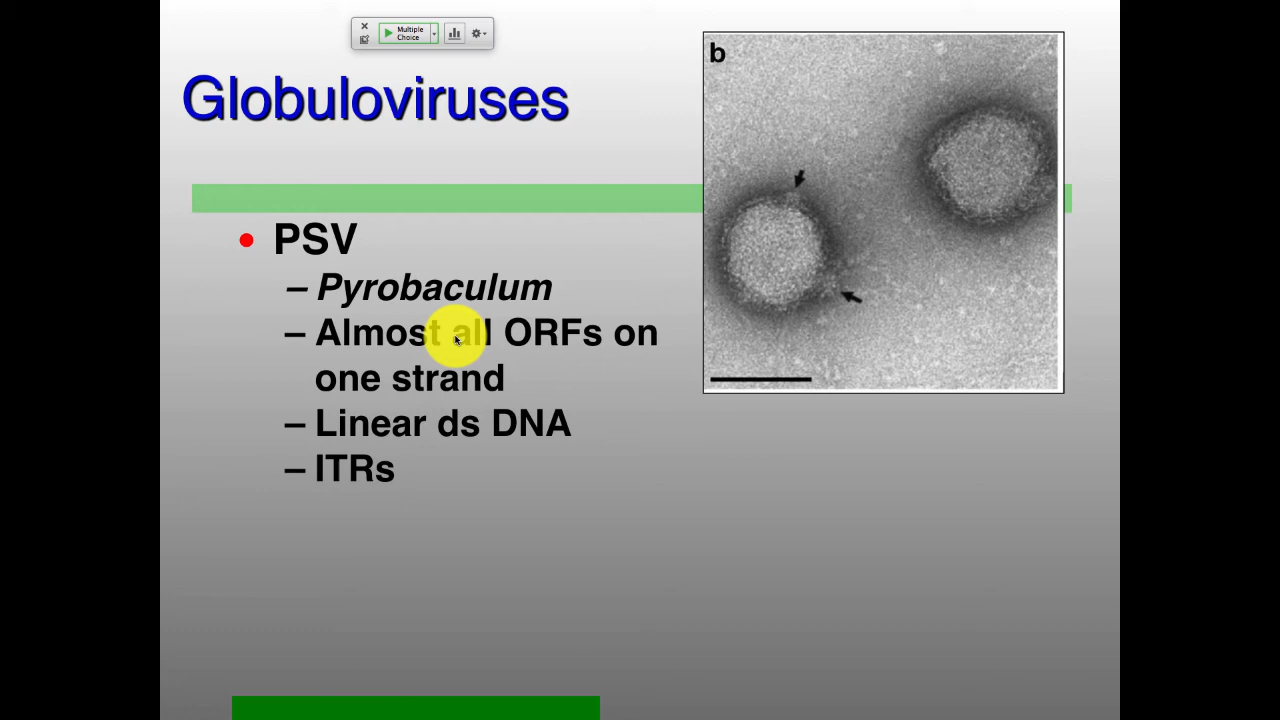 Multiple
Choice
b
Globuloviruses
• PSV
– Pyrobaculum
– Almost all ORFs on
one strand
– Linear ds DNA
– ITRs